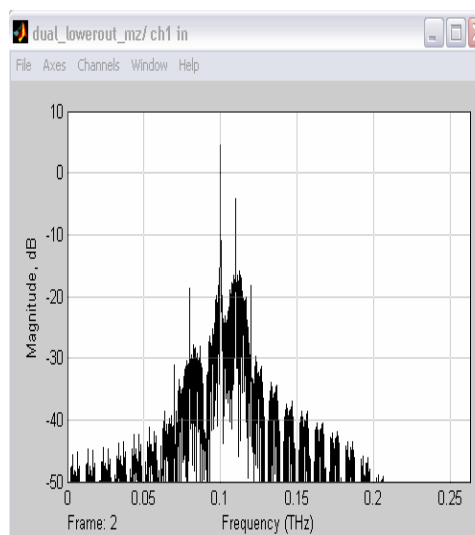 dual_lowerout_mz/ ch1 in
File Axes Channels Window Help
10
0
-10
-20
-30
-40
-50
Magnitude, dB
0 0.05 0.1 0.15 0.2 0.25
Frame: 2 Frequency (THz)